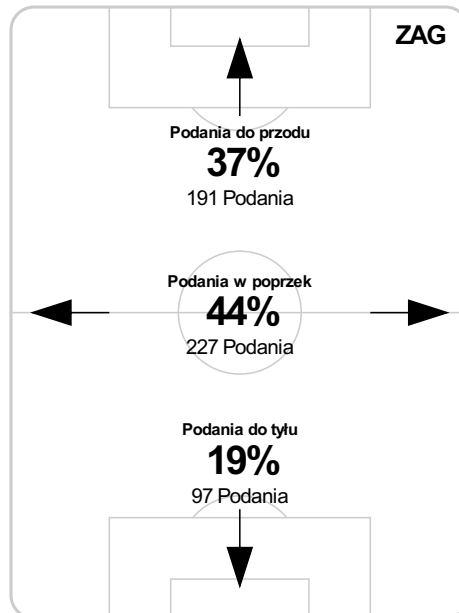 ZAG
Podania do przodu
37%
191 Podania
Podania w poprzek
44%
227 Podania
Podania do tyłu
19%
97 Podania